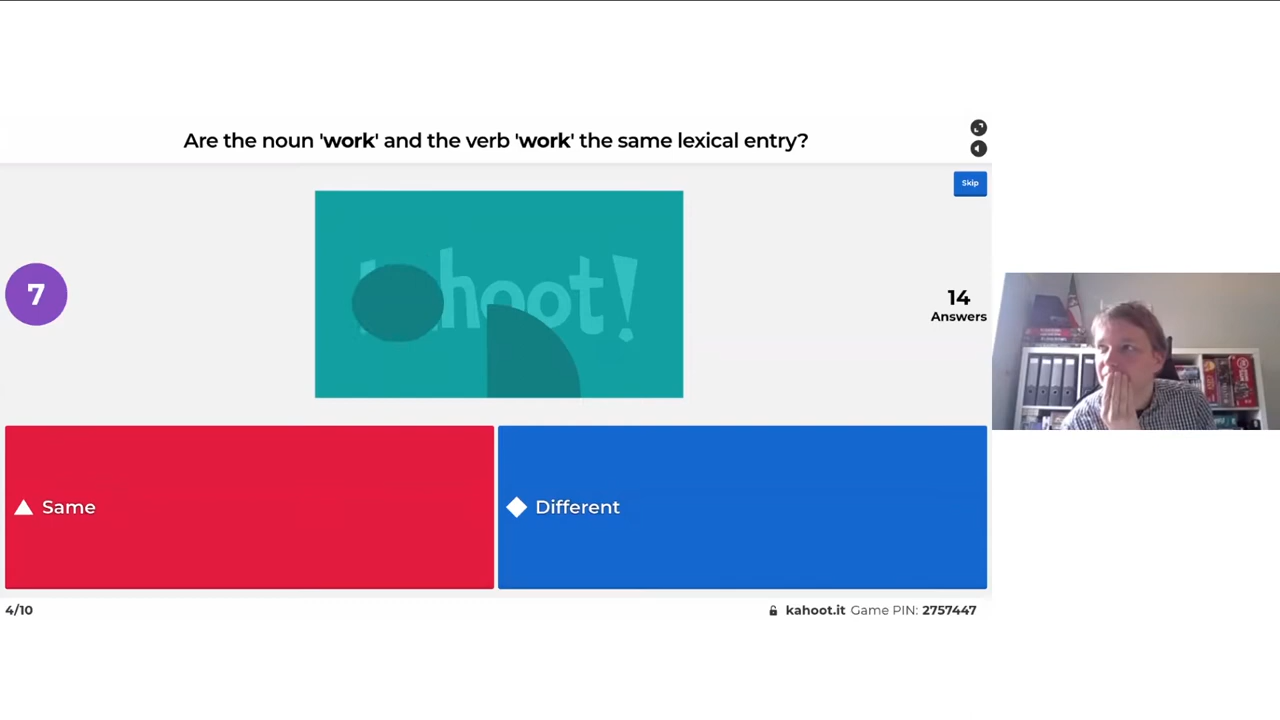 Are the noun 'work' and the verb 'work' the same lexical entry?
Skip
7
Kahoot!
14
Answers
Same
Different
4/10
kahoot.it Game PIN: 2757447